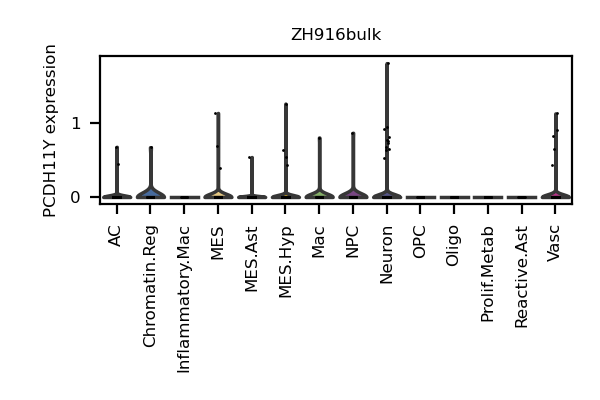 ZH916bulk
PCDH11Y expression
1
0
AC
Chromatin.Reg
Inflammatory.Mac
MES
MES.Ast
MES.Hyp
Mac
NPC
Neuron
OPC
Oligo
Prolif.Metab
Reactive.Ast
Vasc